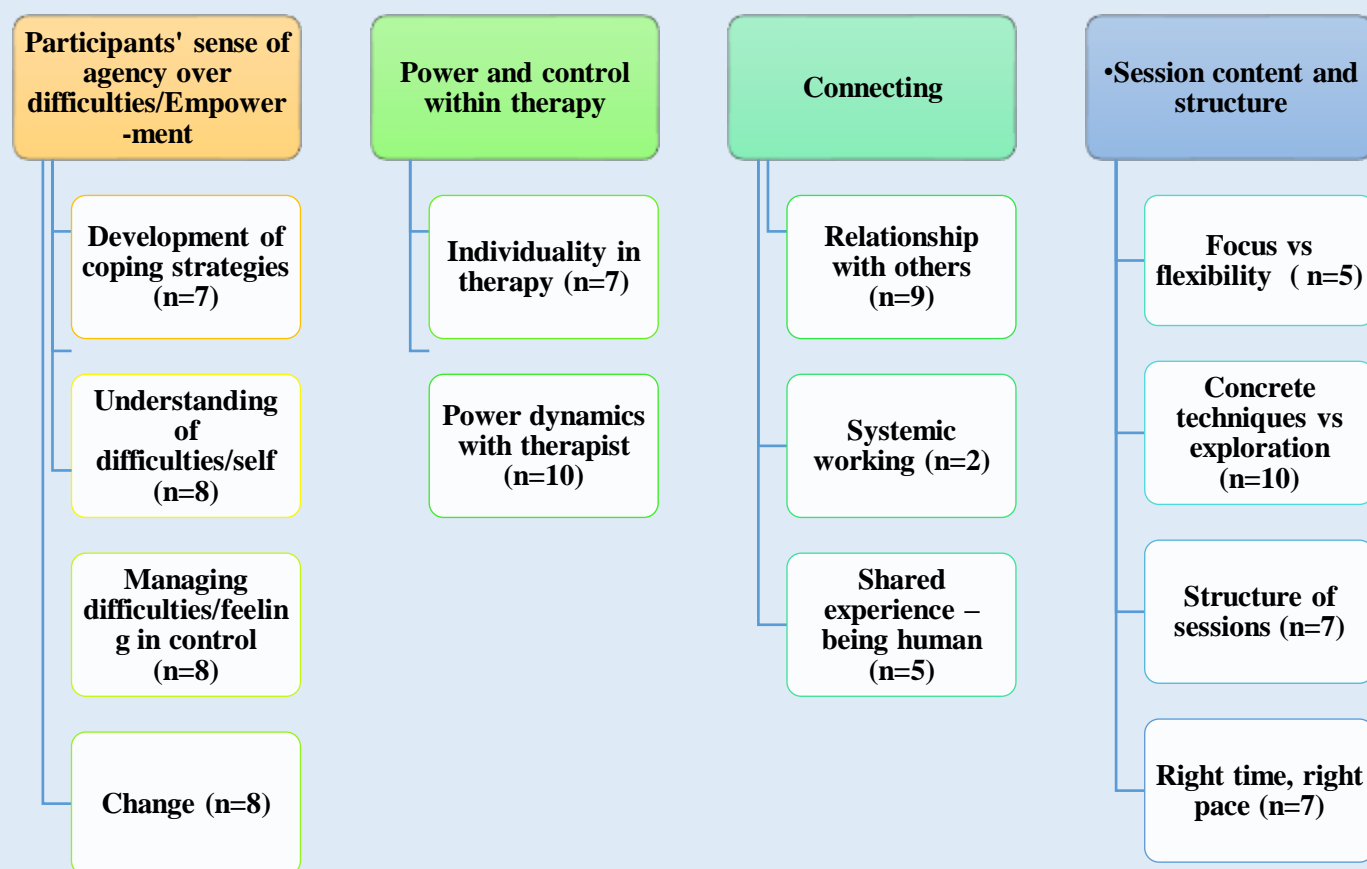 Participants' sense of
agency over
difficulties/Empower
-ment
Development of
coping strategies
(n=7)
Understanding
of
difficulties/self
(n=8)
Managing
difficulties/feelin
g in control
(n=8)
Change (n=8)
Power and control
within therapy
Individuality in
therapy (n=7)
Power dynamics
with therapist
(n=10)
Connecting
Relationship
with others
(n=9)
Systemic
working (n=2)
Shared
experience –
being human
(n=5)
•Session content and
structure
Focus vs
flexibility ( n=5)
Concrete
techniques vs
exploration
(n=10)
Structure of
sessions (n=7)
Right time, right
pace (n=7)